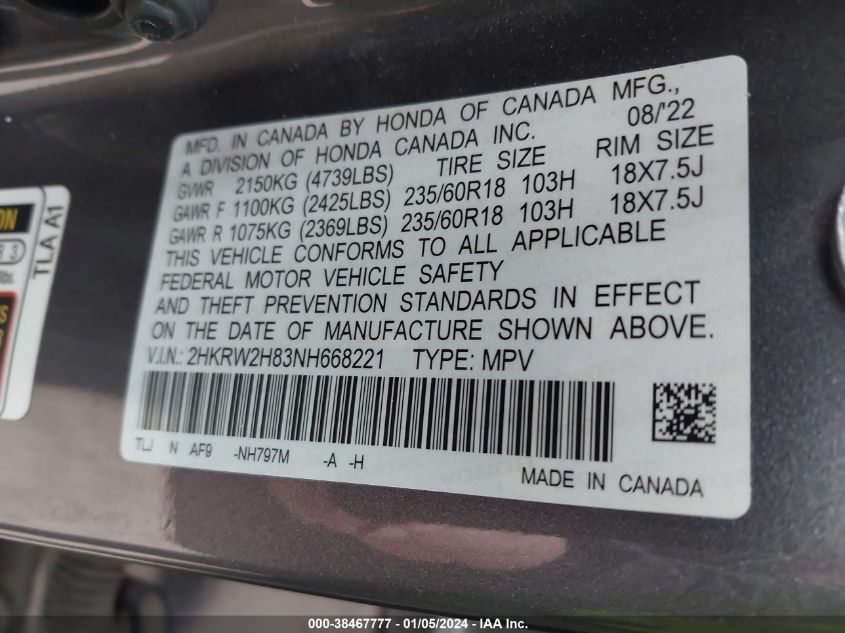 MFD. IN CANADA BY HONDA OF CANADA MFG.,
A DIVISION OF HONDA CANADA INC. 08/'22
GVWR 2150KG (4739LBS) TIRE SIZE RIM SIZE
GAWR F 1100KG (2425LBS) 235/60R18 103H 18X7.5J
GAWR R 1075KG (2369LBS) 235/60R18 103H 18X7.5J
THIS VEHICLE CONFORMS TO ALL APPLICABLE
FEDERAL MOTOR VEHICLE SAFETY
AND THEFT PREVENTION STANDARDS IN EFFECT
ON THE DATE OF MANUFACTURE SHOWN ABOVE.
V.I.N.: 2HKRW2H83NH668221 TYPE: MPV
TLJ N AF9 -NH797M -A -H
MADE IN CANADA
TLA A1
000-38467777 - 01/05/2024 - IAA Inc.